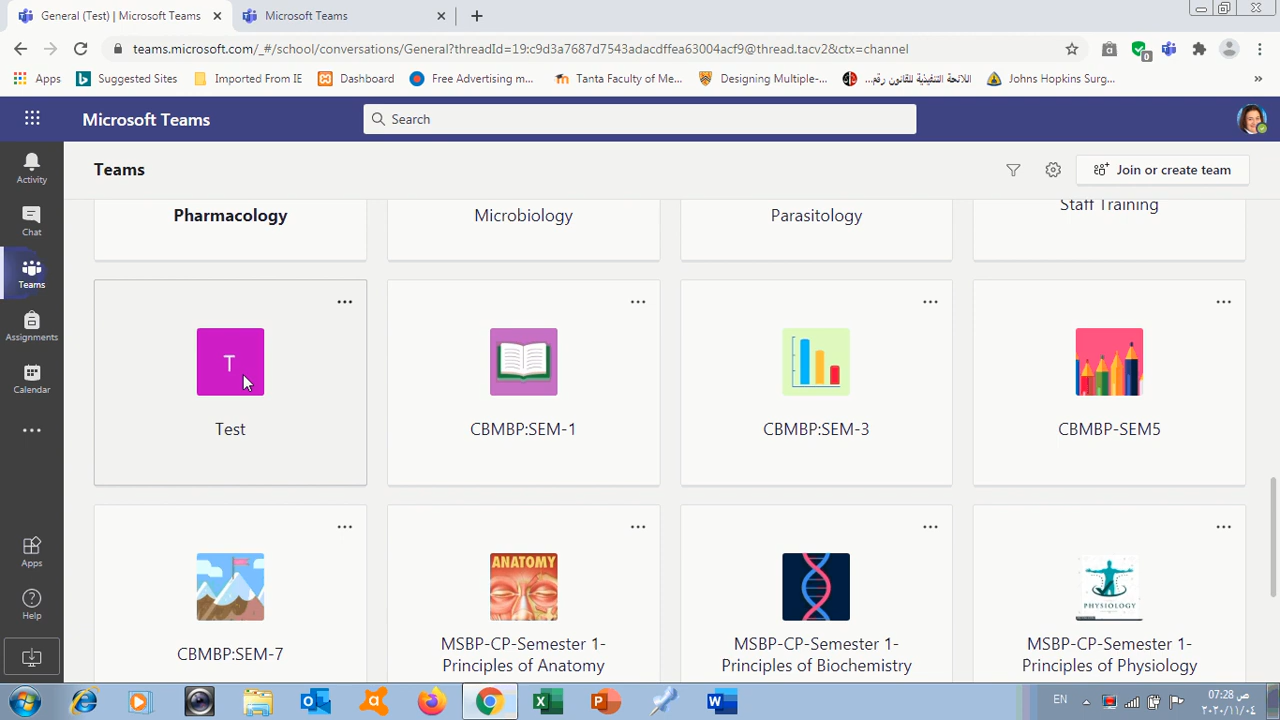 General (Test) | Microsoft Teams
Microsoft Teams
teams.microsoft.com/_#/school/conversations/General?threadId=19:c9d3a7687d7543adacdffea63004acf9@thread.tacv2&ctx=channel
0
Apps
Suggested Sites
Imported From IE
Dashboard
Free Advertising m...
Tanta Faculty of Me...
Designing Multiple-...
اللائحة التنفيذية للقانون رقم...
Johns Hopkins Surg...
»
Microsoft Teams
Search
Activity
Chat
Teams
Assignments
Calendar
Apps
Help
Teams
Join or create team
Pharmacology
Microbiology
Parasitology
Staff Training
T
Test
CBMBP:SEM-1
CBMBP:SEM-3
CBMBP-SEM5
CBMBP:SEM-7
ANATOMY
MSBP-CP-Semester 1-
Principles of Anatomy
MSBP-CP-Semester 1-
Principles of Biochemistry
PHYSIOLOGY
MSBP-CP-Semester 1-
Principles of Physiology
EN
07:28 ص
٢٠٢٠/١١/٠٤